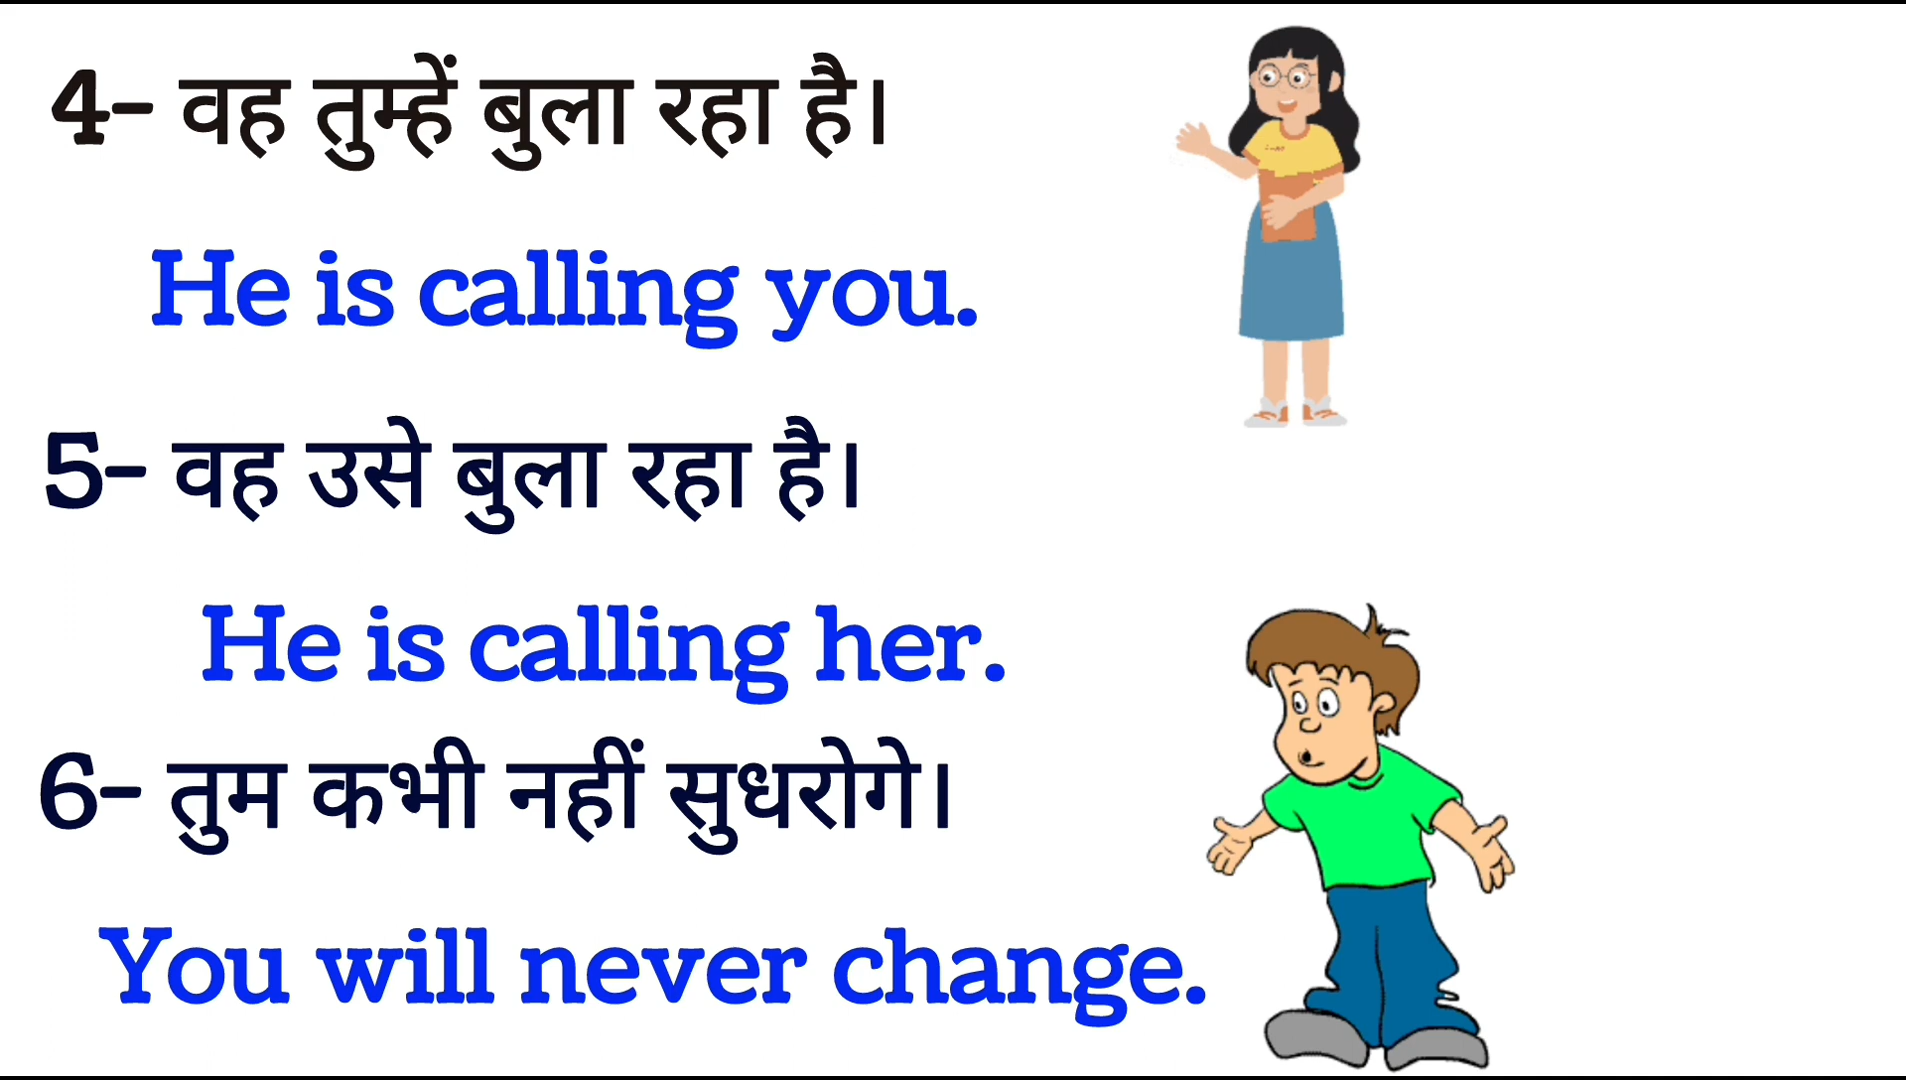 4- वह तुम्हें बुला रहा है।
He is calling you.
5- वह उसे बुला रहा है।
He is calling her.
6- तुम कभी नहीं सुधरोगे।
You will never change.